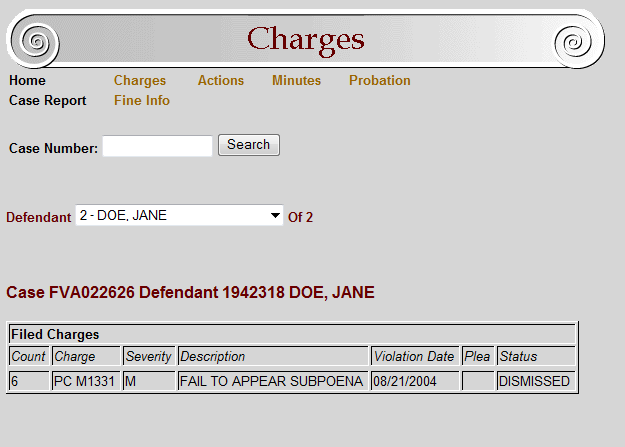 Charges
Home Charges Actions Minutes Probation
Case Report Fine Info
Case Number: Search
Defendant 2 - DOE, JANE Of 2
Case FVA022626 Defendant 1942318 DOE, JANE
Filed Charges
Count Charge Severity Description Violation Date Plea Status
6 PC M1331 M FAIL TO APPEAR SUBPOENA 08/21/2004 DISMISSED